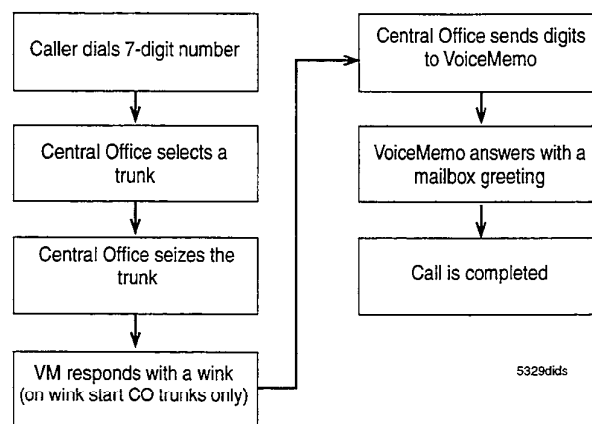 Caller dials 7-digit number
Central Office selects a
trunk
Central Office seizes the
trunk
VM responds with a wink
(on wink start CO trunks only)
Central Office sends digits
to VoiceMemo
VoiceMemo answers with a
mailbox greeting
Call is completed
5329dids